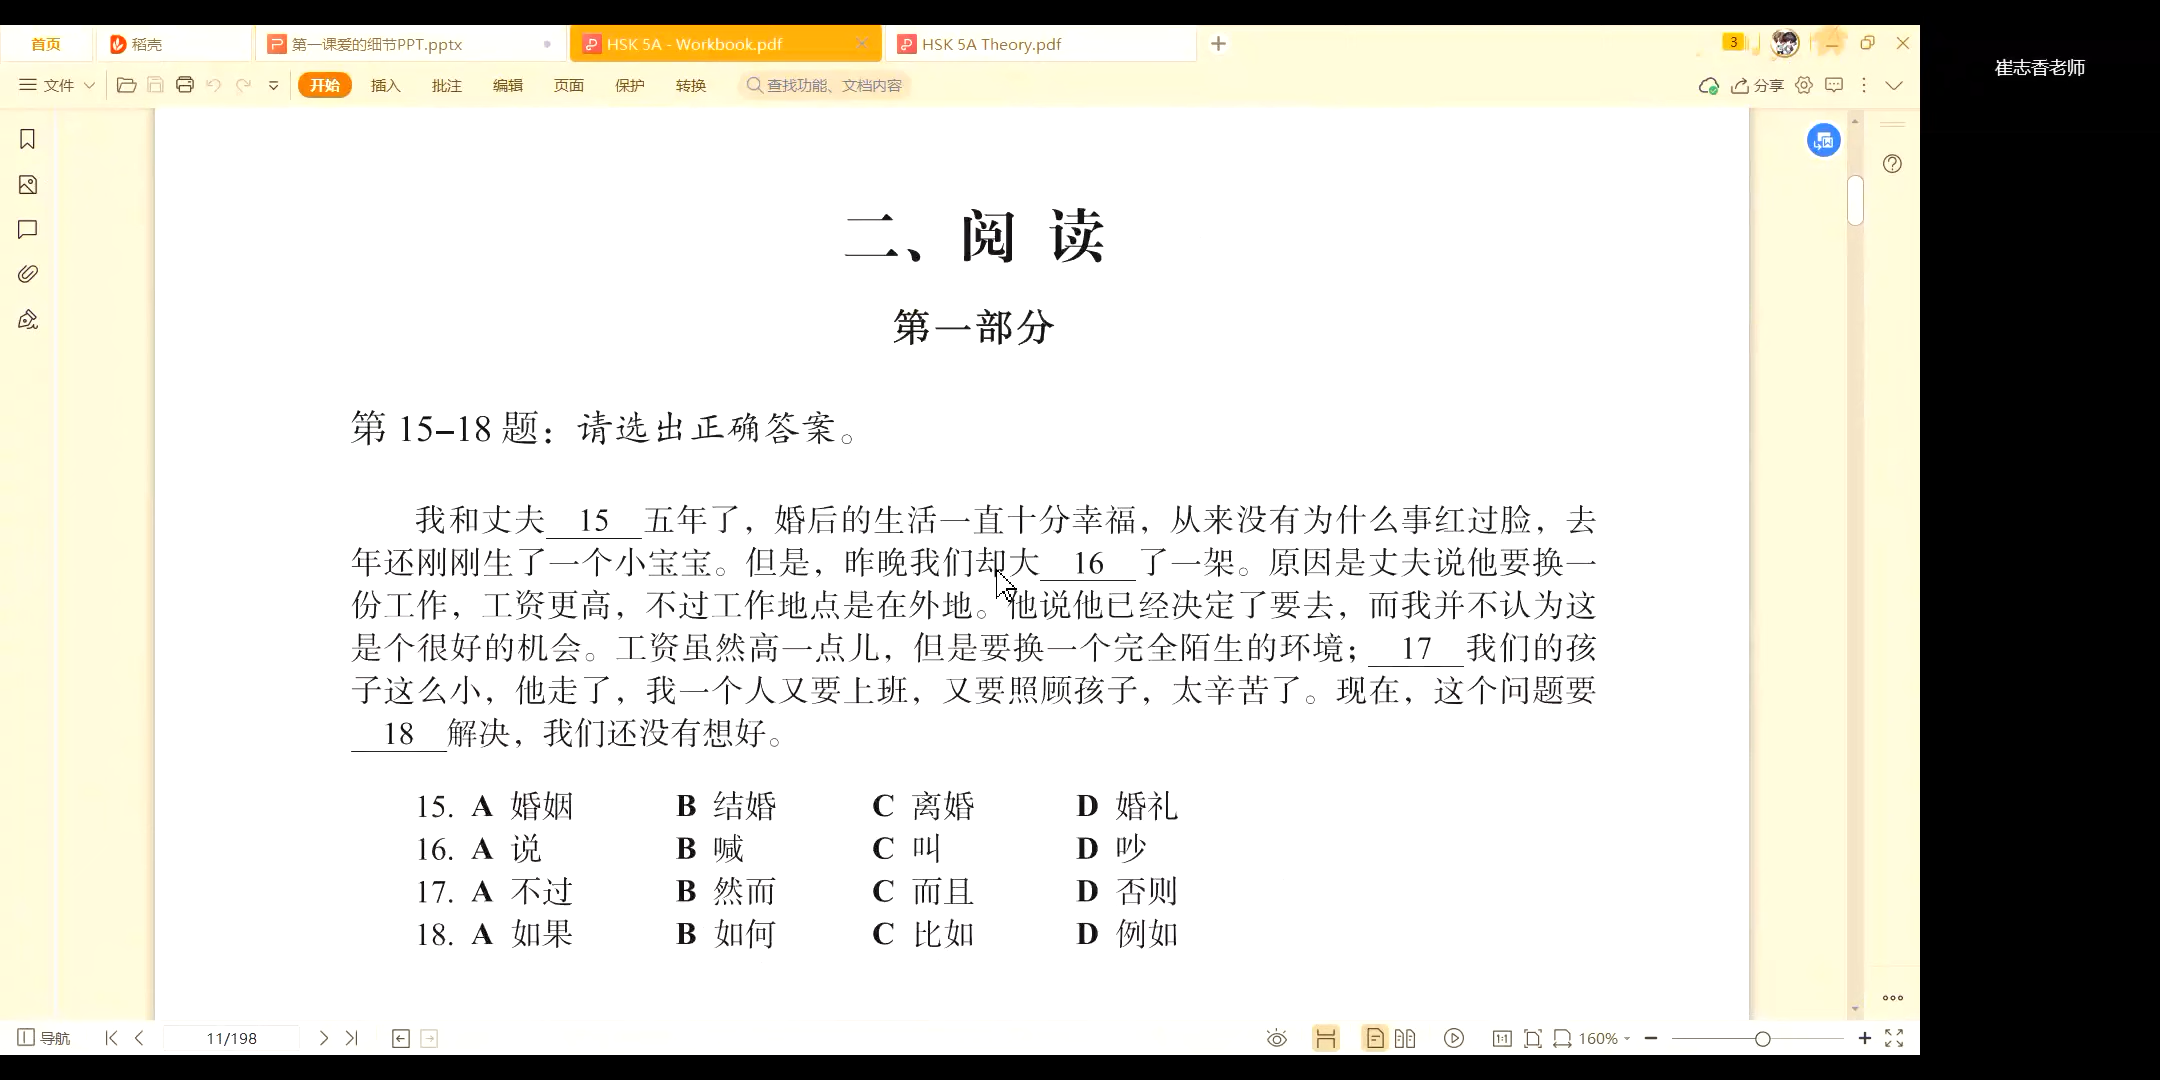 首页
稻壳
第一课爱的细节PPT.pptx
HSK 5A - Workbook.pdf
HSK 5A Theory.pdf
3
崔志香老师
文件
开始
插入
批注
编辑
页面
保护
转换
查找功能、文档内容
分享
二、阅 读
第一部分
第 15–18 题：请选出正确答案。
我和丈夫 15 五年了，婚后的生活一直十分幸福，从来没有为什么事红过脸，去
年还刚刚生了一个小宝宝。但是，昨晚我们却大 16 了一架。原因是丈夫说他要换一
份工作，工资更高，不过工作地点是在外地。他说他已经决定了要去，而我并不认为这
是个很好的机会。工资虽然高一点儿，但是要换一个完全陌生的环境； 17 我们的孩
子这么小，他走了，我一个人又要上班，又要照顾孩子，太辛苦了。现在，这个问题要
18 解决，我们还没有想好。
15. A 婚姻 B 结婚 C 离婚 D 婚礼
16. A 说 B 喊 C 叫 D 吵
17. A 不过 B 然而 C 而且 D 否则
18. A 如果 B 如何 C 比如 D 例如
导航
11/198
1:1
160%